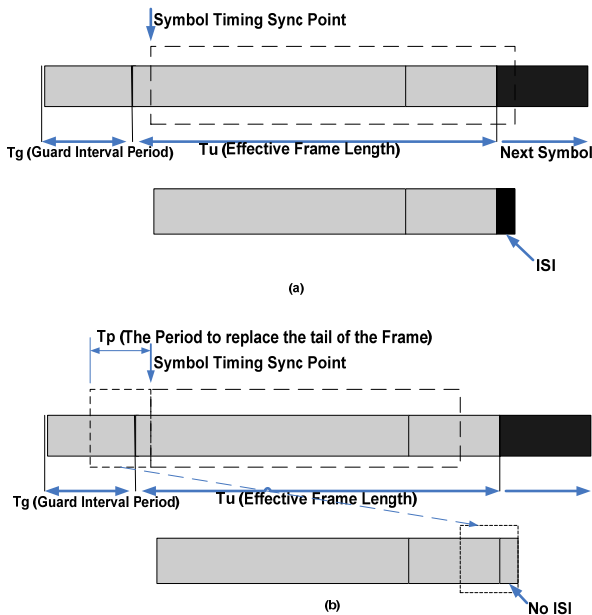 Symbol Timing Sync Point
Tg (Guard Interval Period)
Tu (Effective Frame Length)
Next Symbol
ISI
(a)
Tp (The Period to replace the tail of the Frame)
Symbol Timing Sync Point
Tg (Guard Interval Period)
Tu (Effective Frame Length)
No ISI
(b)